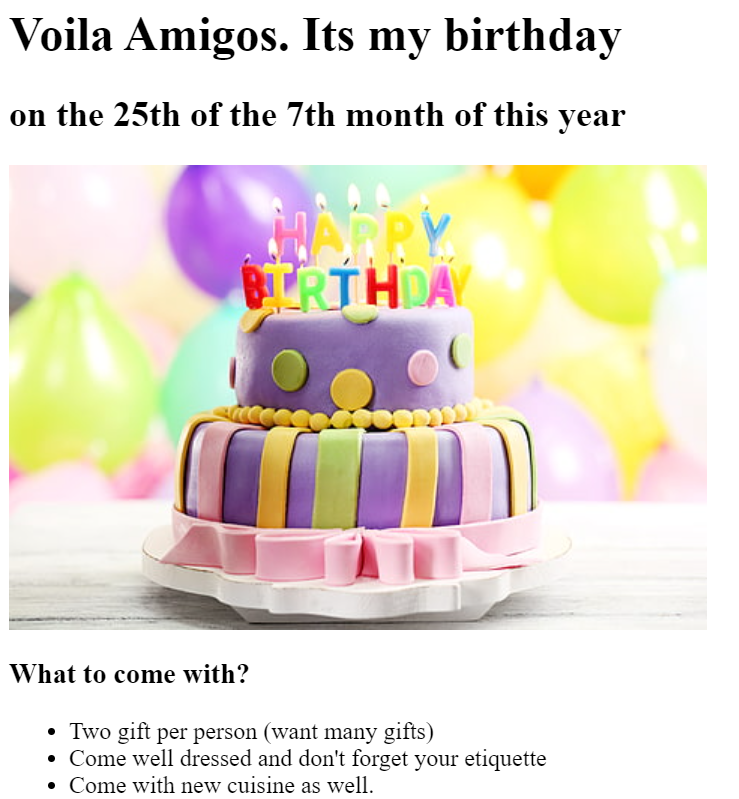 Voila Amigos. Its my birthday
on the 25th of the 7th month of this year
HAPPY
BIRTHDAY
What to come with?
Two gift per person (want many gifts)
Come well dressed and don't forget your etiquette
Come with new cuisine as well.